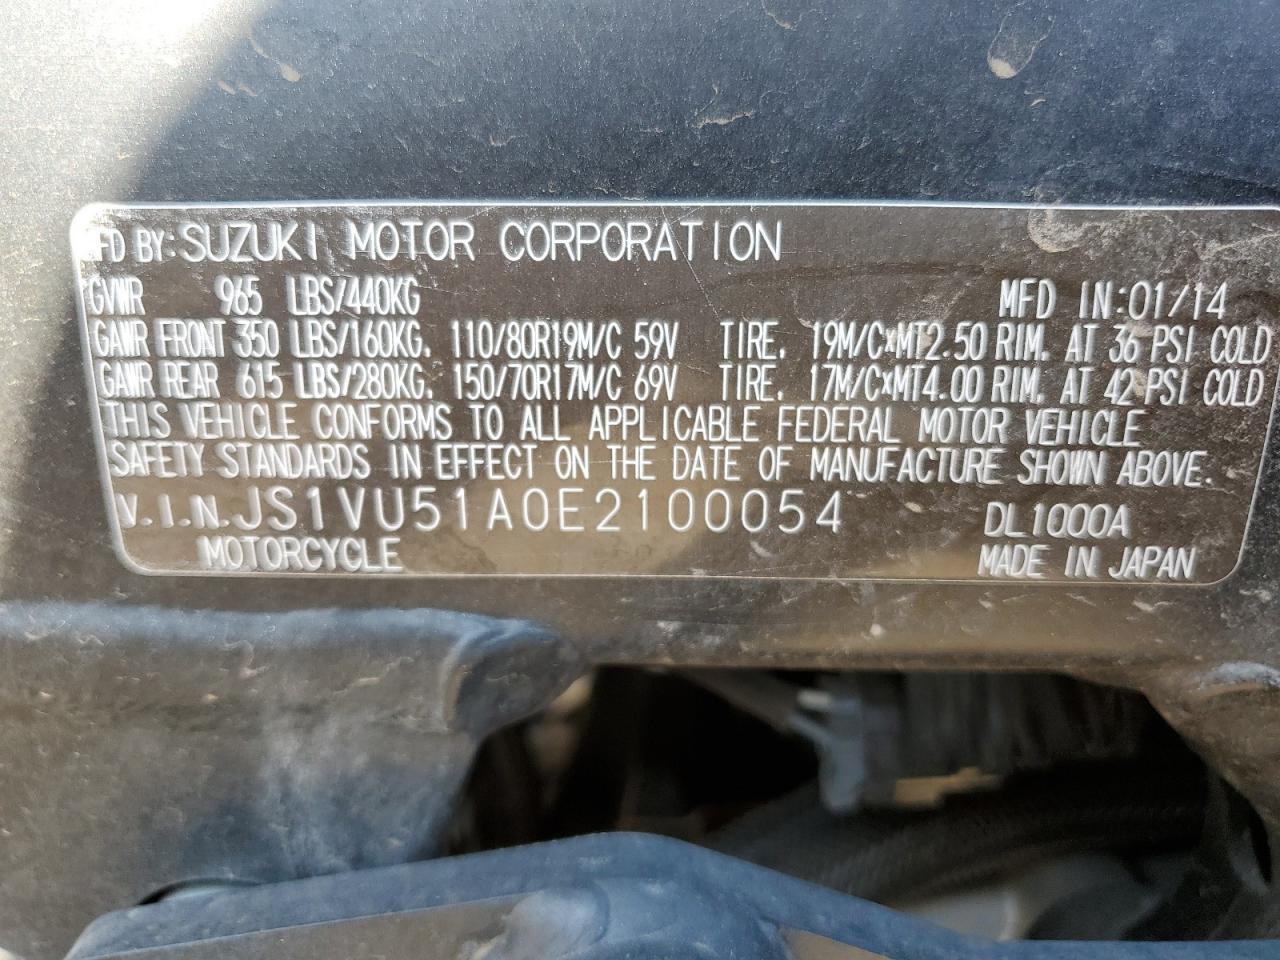 MFD BY: SUZUKI MOTOR CORPORATION
GVWR 965 LBS/440KG MFD IN: 01/14
GAWR FRONT 350 LBS/160KG. 110/80R19M/C 59V TIRE. 19M/C×MT2.50 RIM. AT 36 PSI COLD
GAWR REAR 615 LBS/280KG. 150/70R17M/C 69V TIRE. 17M/C×MT4.00 RIM. AT 42 PSI COLD
THIS VEHICLE CONFORMS TO ALL APPLICABLE FEDERAL MOTOR VEHICLE
SAFETY STANDARDS IN EFFECT ON THE DATE OF MANUFACTURE SHOWN ABOVE.
V.I.N. JS1VU51A0E2100054 DL1000A
MOTORCYCLE MADE IN JAPAN